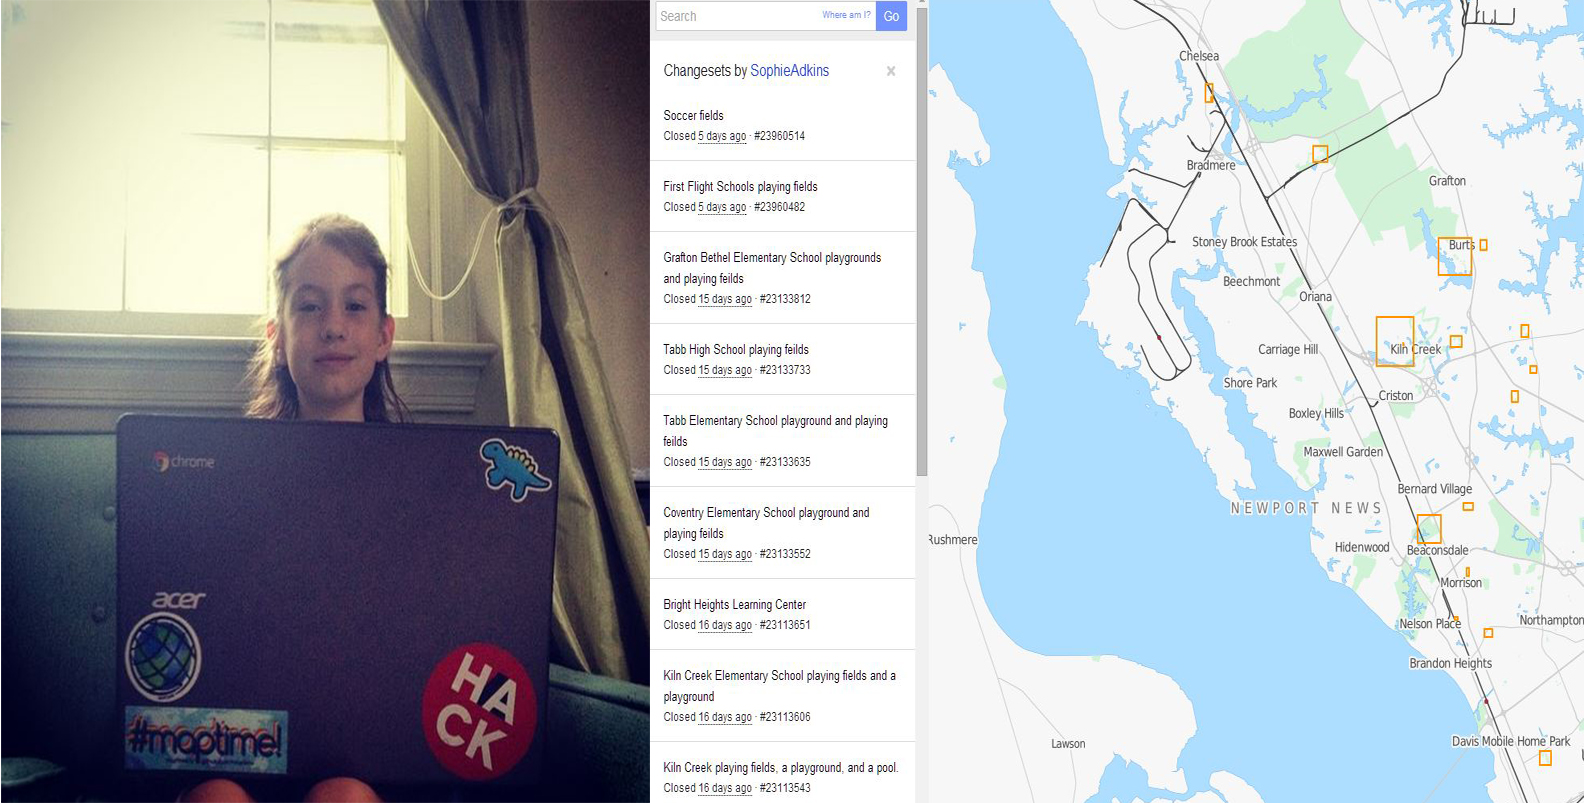 chrome
acer
#maptime!
HA
CK
Search
Where am I?
Go
Changesets by SophieAdkins
x
Soccer fields
Closed 5 days ago · #23960514
First Flight Schools playing fields
Closed 5 days ago · #23960482
Grafton Bethel Elementary School playgrounds
and playing feilds
Closed 15 days ago · #23133812
Tabb High School playing feilds
Closed 15 days ago · #23133733
Tabb Elementary School playground and playing
feilds
Closed 15 days ago · #23133635
Coventry Elementary School playground and
playing feilds
Closed 15 days ago · #23133552
Bright Heights Learning Center
Closed 16 days ago · #23113651
Kiln Creek Elementary School playing fields and a
playground
Closed 16 days ago · #23113606
Kiln Creek playing fields, a playground, and a pool.
Closed 16 days ago · #23113543
Chelsea
Bradmere
Grafton
Stoney Brook Estates
Burts
Beechmont
Oriana
Carriage Hill
Kiln Creek
Shore Park
Criston
Boxley Hills
Maxwell Garden
Bernard Village
NEWPORT NEWS
Rushmere
Hidenwood
Beaconsdale
Morrison
Nelson Place
Northampton
Brandon Heights
Lawson
Davis Mobile Home Park